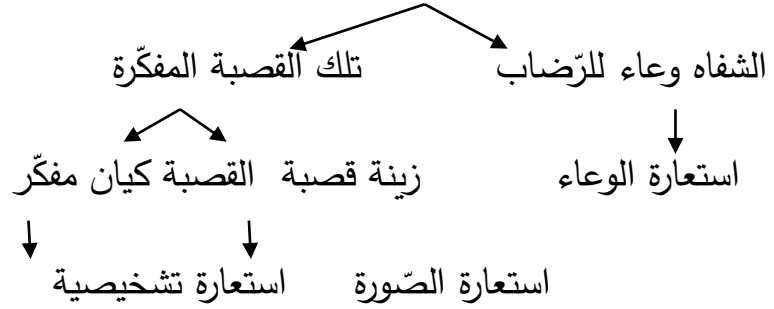 الشفاه وعاء للرّضاب تلك القصبة المفكّرة
استعارة الوعاء زينة قصبة القصبة كيان مفكّر
استعارة الصّورة استعارة تشخيصية